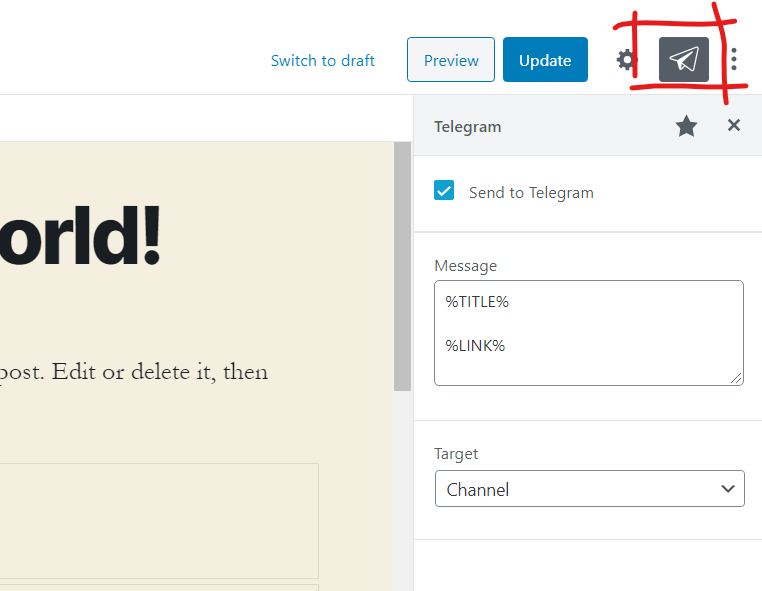 Switch to draft
Preview
Update
Telegram
Send to Telegram
Message
%TITLE%
%LINK%
Target
Channel
orld!
post. Edit or delete it, then